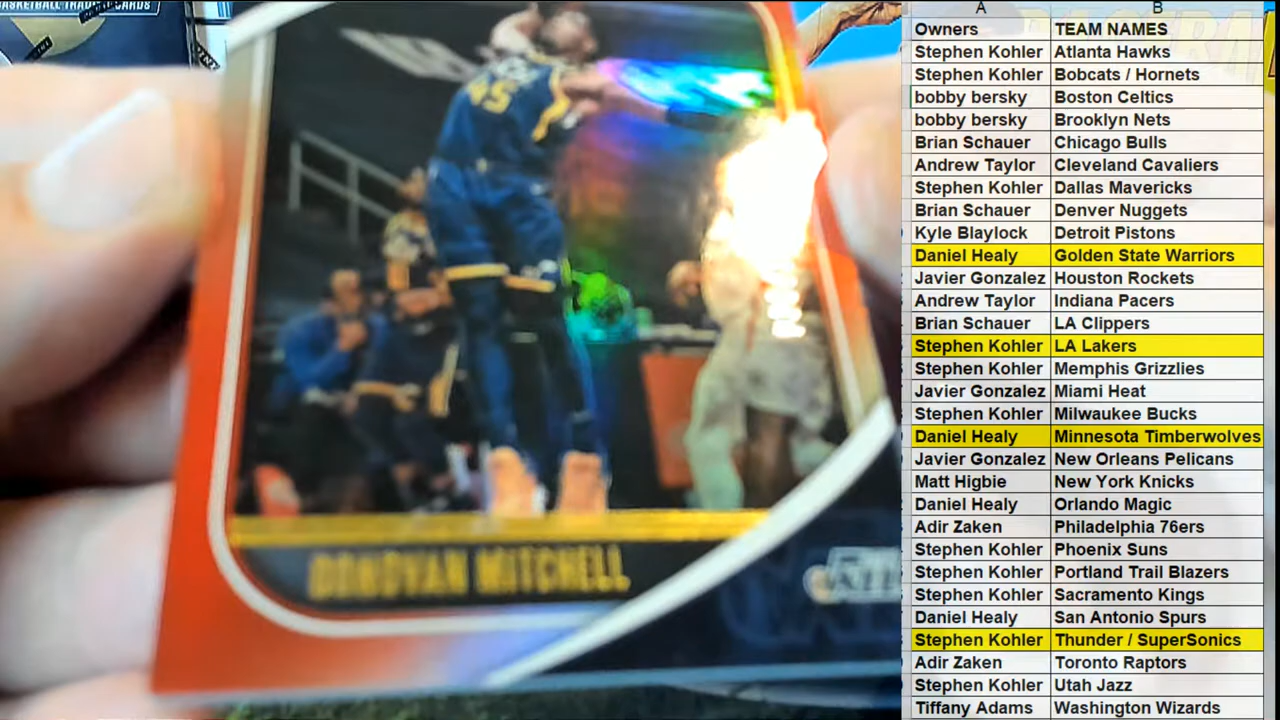 BASKETBALL TRADING CARDS
45
DONOVAN MITCHELL
A B
Owners TEAM NAMES
Stephen Kohler Atlanta Hawks
Stephen Kohler Bobcats / Hornets
bobby bersky Boston Celtics
bobby bersky Brooklyn Nets
Brian Schauer Chicago Bulls
Andrew Taylor Cleveland Cavaliers
Stephen Kohler Dallas Mavericks
Brian Schauer Denver Nuggets
Kyle Blaylock Detroit Pistons
Daniel Healy Golden State Warriors
Javier Gonzalez Houston Rockets
Andrew Taylor Indiana Pacers
Brian Schauer LA Clippers
Stephen Kohler LA Lakers
Stephen Kohler Memphis Grizzlies
Javier Gonzalez Miami Heat
Stephen Kohler Milwaukee Bucks
Daniel Healy Minnesota Timberwolves
Javier Gonzalez New Orleans Pelicans
Matt Higbie New York Knicks
Daniel Healy Orlando Magic
Adir Zaken Philadelphia 76ers
Stephen Kohler Phoenix Suns
Stephen Kohler Portland Trail Blazers
Stephen Kohler Sacramento Kings
Daniel Healy San Antonio Spurs
Stephen Kohler Thunder / SuperSonics
Adir Zaken Toronto Raptors
Stephen Kohler Utah Jazz
Tiffany Adams Washington Wizards